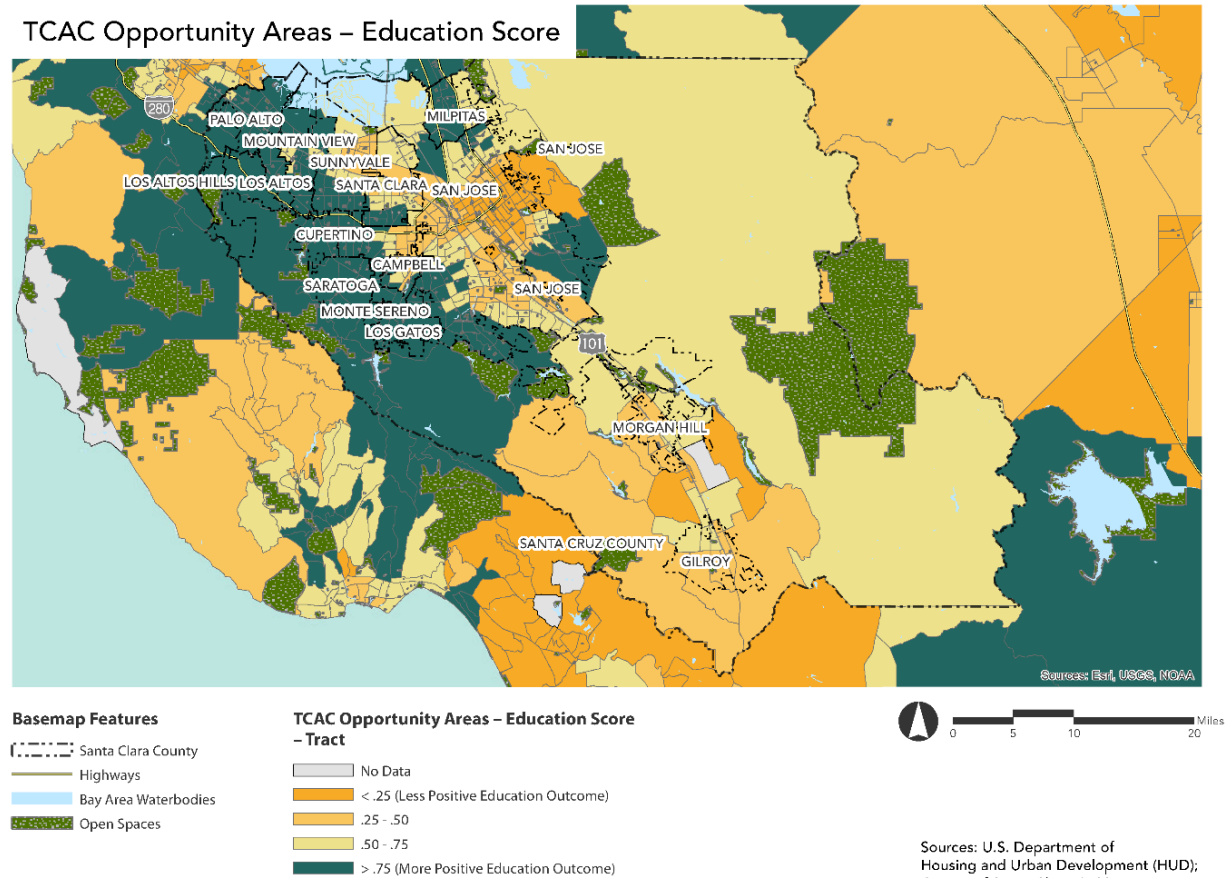 TCAC Opportunity Areas – Education Score
280
PALO ALTO
MILPITAS
MOUNTAIN VIEW
SAN JOSE
SUNNYVALE
LOS ALTOS HILLS
LOS ALTOS
SANTA CLARA
SAN JOSE
CUPERTINO
CAMPBELL
SARATOGA
SAN JOSE
MONTE SERENO
LOS GATOS
101
MORGAN HILL
SANTA CRUZ COUNTY
GILROY
Sources: Esri, USGS, NOAA
Basemap Features
Santa Clara County
Highways
Bay Area Waterbodies
Open Spaces
TCAC Opportunity Areas – Education Score
– Tract
No Data
< .25 (Less Positive Education Outcome)
.25 - .50
.50 - .75
> .75 (More Positive Education Outcome)
Miles
0 5 10 20
Sources: U.S. Department of
Housing and Urban Development (HUD);